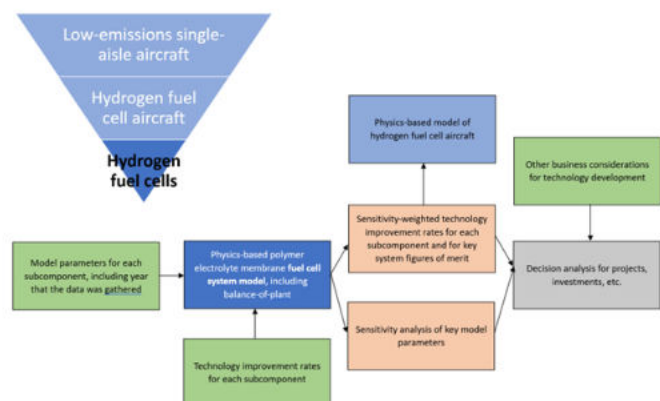 Low-emissions single-
aisle aircraft
Hydrogen fuel
cell aircraft
Hydrogen
fuel cells
Physics-based model of
hydrogen fuel cell aircraft
Other business considerations
for technology development
Model parameters for each
subcomponent, including year
that the data was gathered
Physics-based polymer
electrolyte membrane fuel cell
system model, including
balance-of-plant
Sensitivity-weighted technology
improvement rates for each
subcomponent and for key
system figures of merit
Decision analysis for projects,
investments, etc.
Sensitivity analysis of key model
parameters
Technology improvement rates
for each subcomponent